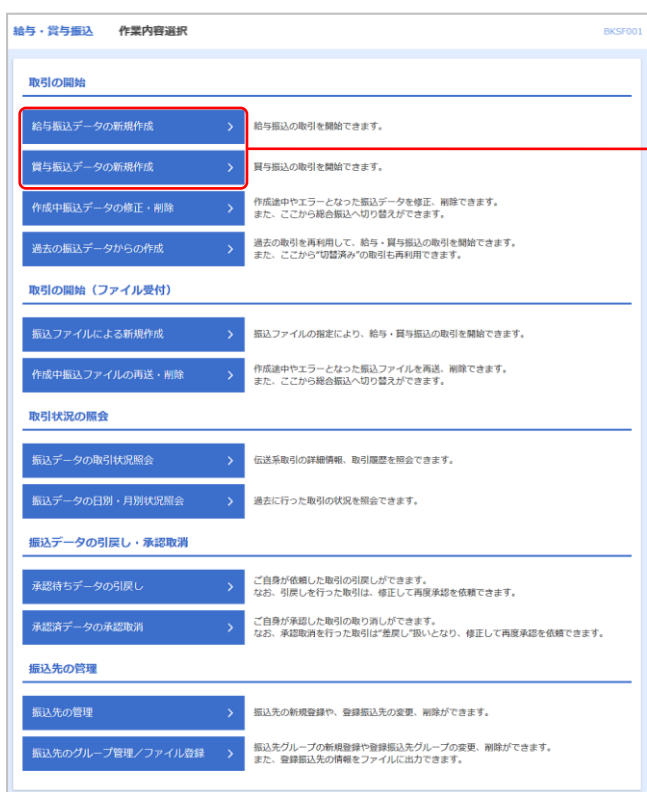 給与・賞与振込 作業内容選択 BKSF001
取引の開始
給与振込データの新規作成 給与振込の取引を開始できます。
賞与振込データの新規作成 賞与振込の取引を開始できます。
作成中振込データの修正・削除 作成途中やエラーとなった振込データを修正、削除できます。
また、ここから総合振込へ切り替えができます。
過去の振込データからの作成 過去の取引を再利用して、給与・賞与振込の取引を開始できます。
また、ここから“切替済み”の取引も再利用できます。
取引の開始（ファイル受付）
振込ファイルによる新規作成 振込ファイルの指定により、給与・賞与振込の取引を開始できます。
作成中振込ファイルの再送・削除 作成途中やエラーとなった振込ファイルを再送、削除できます。
また、ここから総合振込へ切り替えができます。
取引状況の照会
振込データの取引状況照会 伝送系取引の詳細情報、取引履歴を照会できます。
振込データの日別・月別状況照会 過去に行った取引の状況を照会できます。
振込データの引戻し・承認取消
承認待ちデータの引戻し ご自身が依頼した取引の引戻しができます。
なお、引戻しを行った取引は、修正して再度承認を依頼できます。
承認済データの承認取消 ご自身が承認した取引の取り消しができます。
なお、承認取消を行った取引は“差戻し”扱いとなり、修正して再度承認を依頼できます。
振込先の管理
振込先の管理 振込先の新規登録や、登録振込先の変更、削除ができます。
振込先のグループ管理／ファイル登録 振込先グループの新規登録や登録振込先グループの変更、削除ができます。
また、登録振込先の情報をファイルに出力できます。